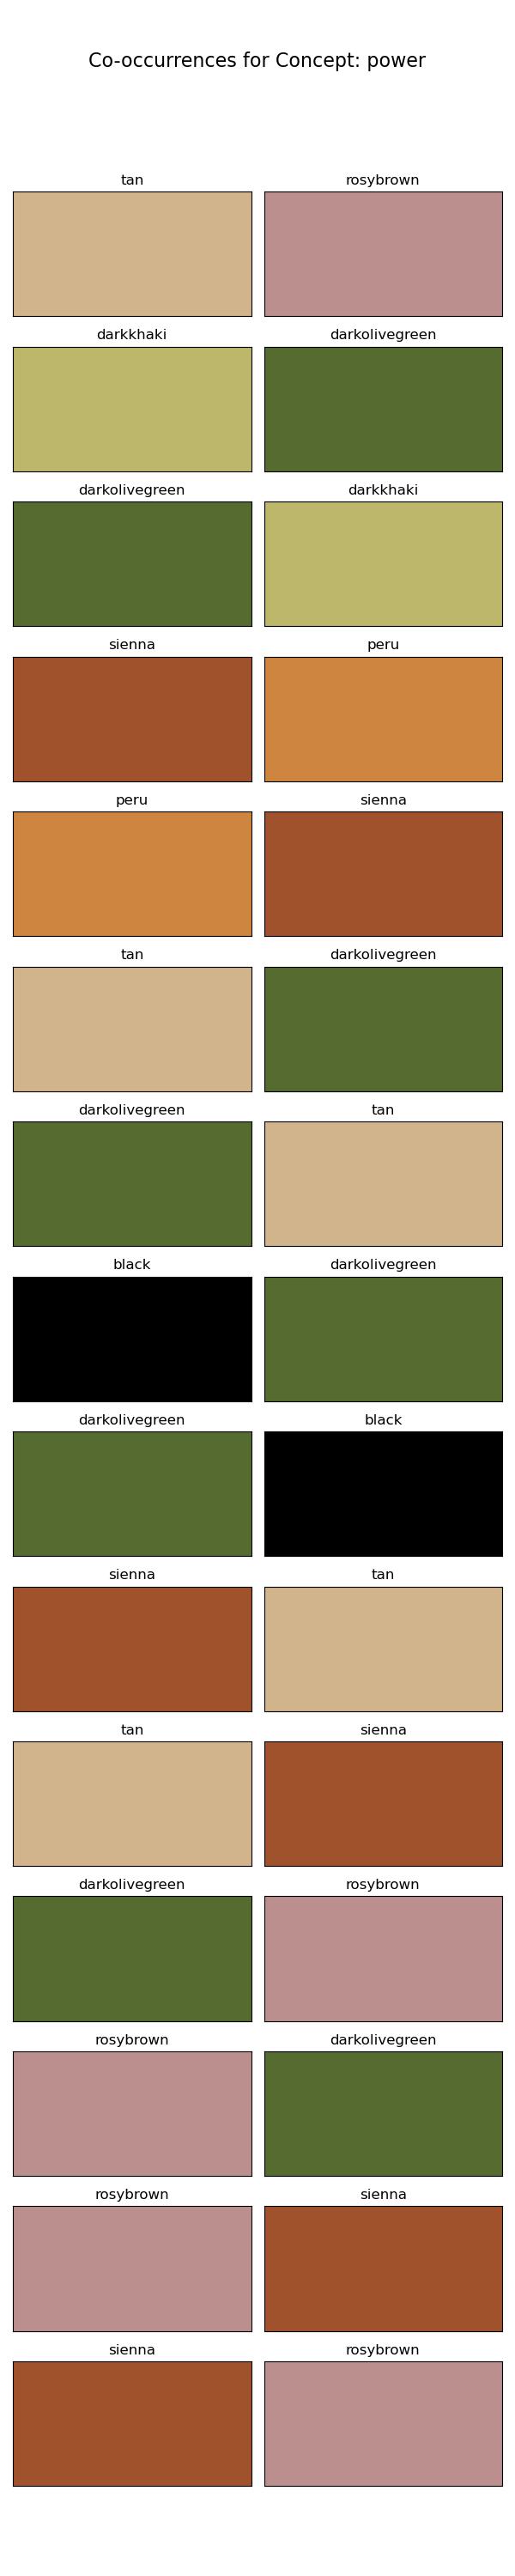 Co-occurrences for Concept: power
tan rosybrown
darkkhaki darkolivegreen
darkolivegreen darkkhaki
sienna peru
peru sienna
tan darkolivegreen
darkolivegreen tan
black darkolivegreen
darkolivegreen black
sienna tan
tan sienna
darkolivegreen rosybrown
rosybrown darkolivegreen
rosybrown sienna
sienna rosybrown